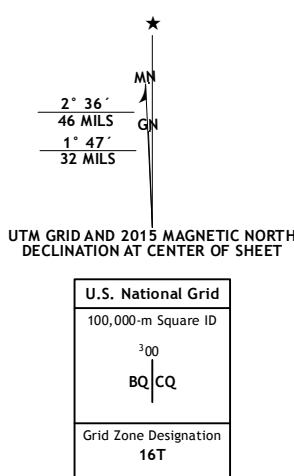 ★
MN
2° 36´
46 MILS
GN
1° 47´
32 MILS
UTM GRID AND 2015 MAGNETIC NORTH
DECLINATION AT CENTER OF SHEET
U.S. National Grid
100,000-m Square ID
³00
BQ CQ
Grid Zone Designation
16T